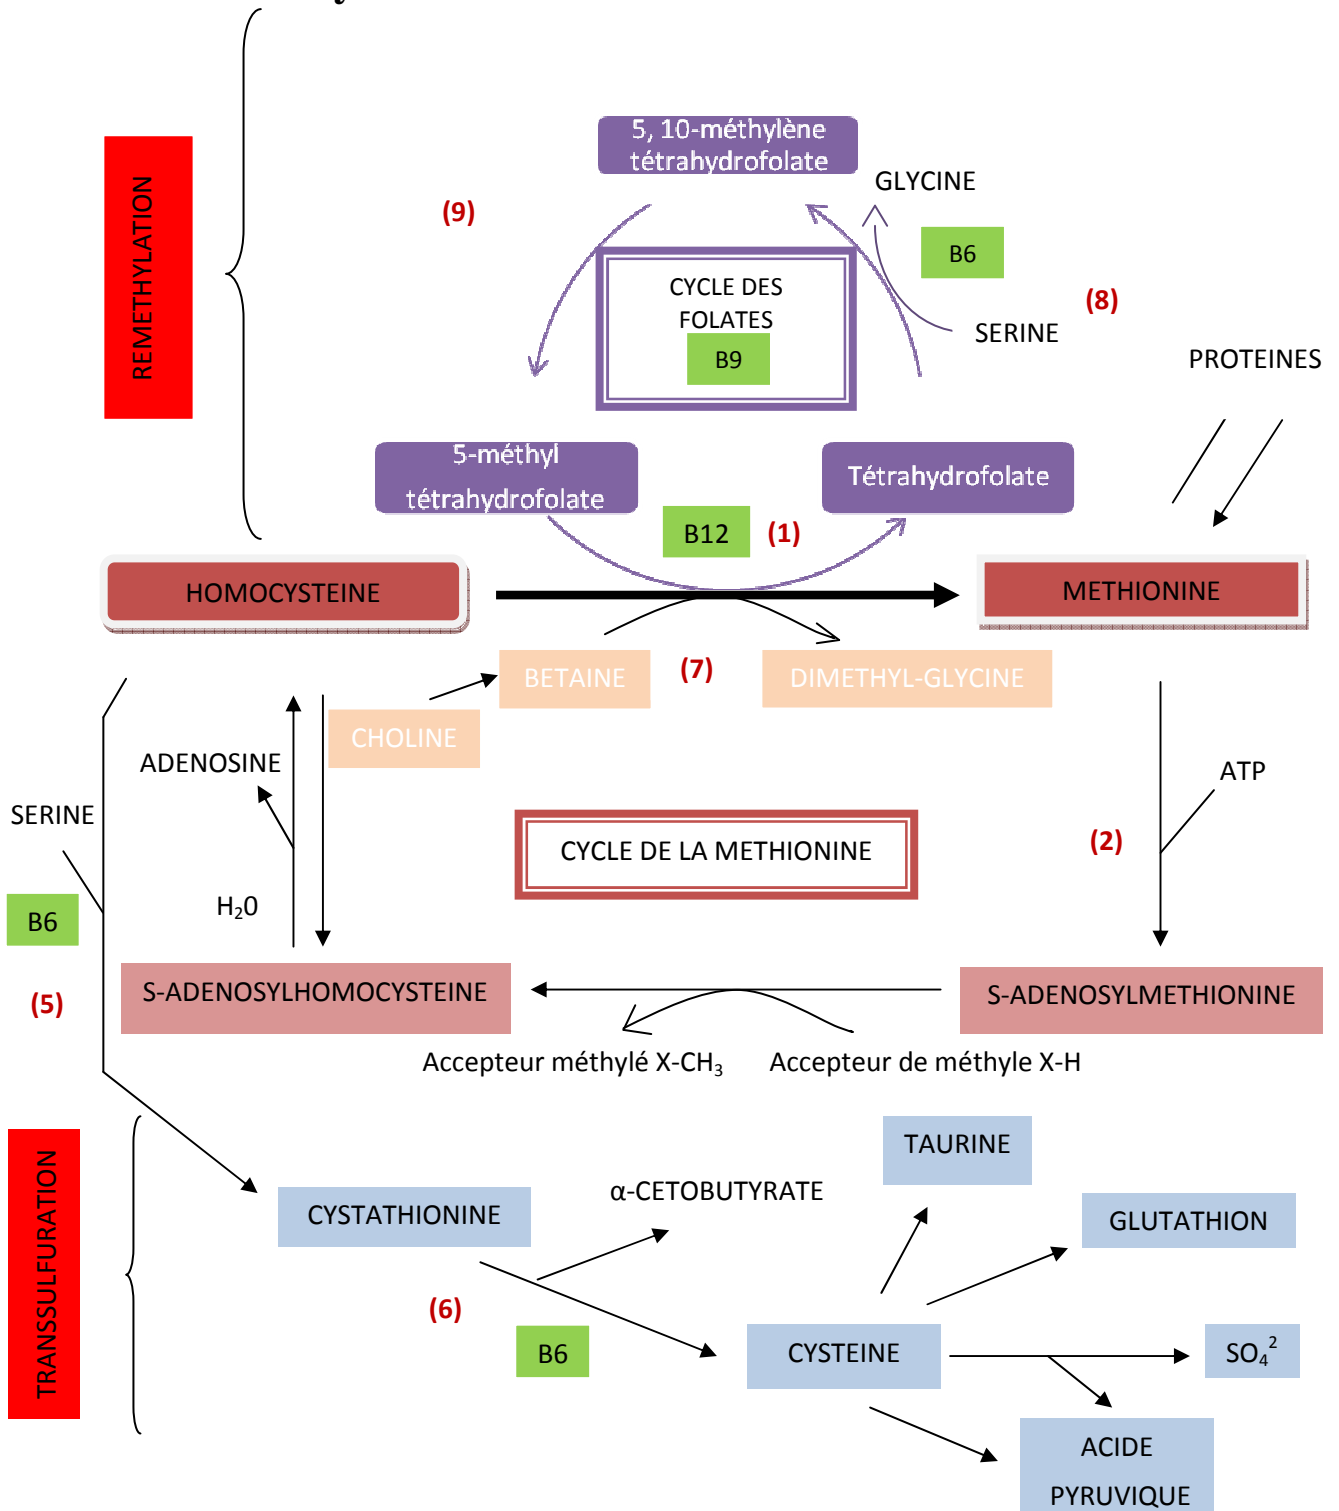 5, 10-méthylène
tétrahydrofolate
GLYCINE
(9)
B6
REMETHYLATION
CYCLE DES
FOLATES
B9
(8)
SERINE
PROTEINES
5-méthyl
tétrahydrofolate
Tétrahydrofolate
B12
(1)
HOMOCYSTEINE
METHIONINE
BETAINE
(7)
DIMETHYL-GLYCINE
CHOLINE
ADENOSINE
ATP
SERINE
CYCLE DE LA METHIONINE
(2)
H₂0
B6
(5)
S-ADENOSYLHOMOCYSTEINE
S-ADENOSYLMETHIONINE
Accepteur méthylé X-CH₃
Accepteur de méthyle X-H
TRANSSULFURATION
TAURINE
α-CETOBUTYRATE
CYSTATHIONINE
GLUTATHION
(6)
B6
CYSTEINE
SO₄²
ACIDE
PYRUVIQUE